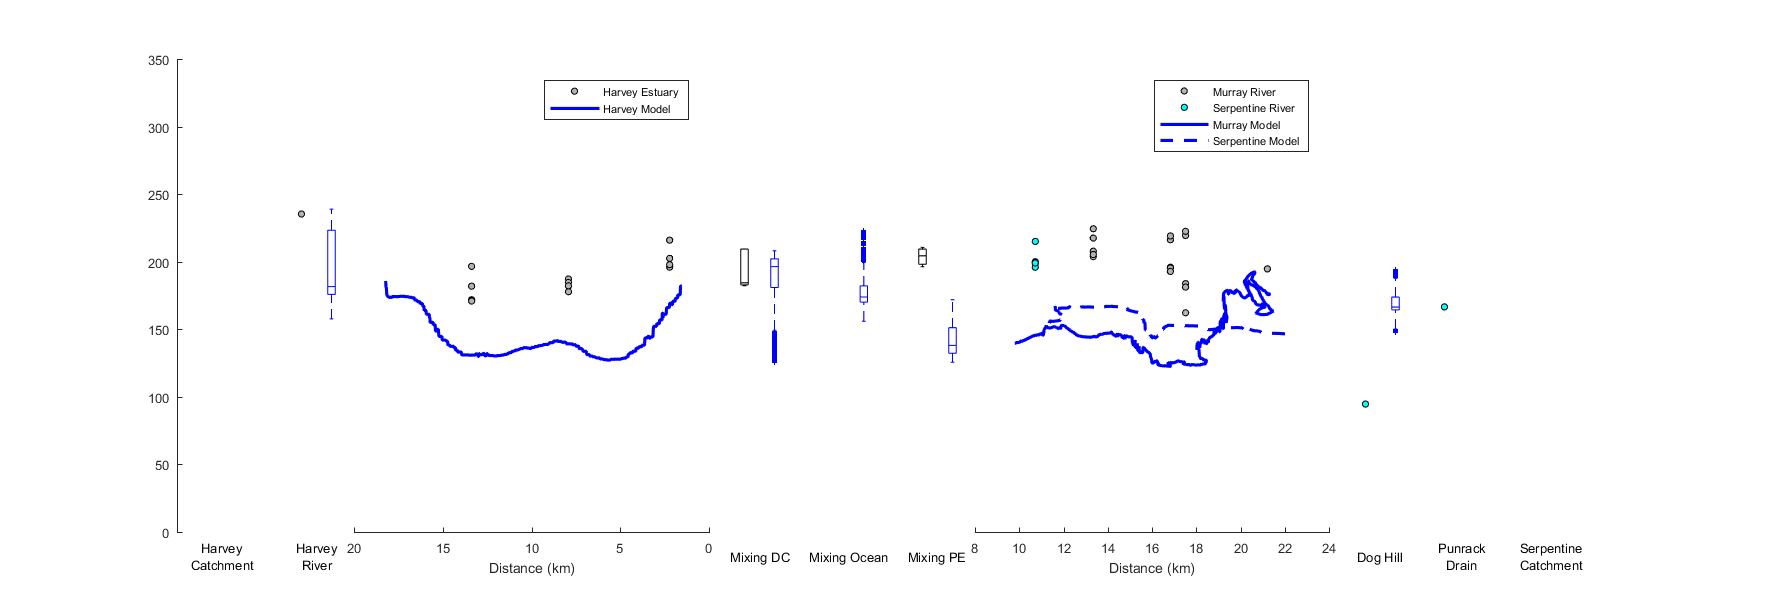 350
300
250
200
150
100
50
0
Harvey Estuary
Harvey Model
Murray River
Serpentine River
Murray Model
Serpentine Model
Harvey
Catchment
Harvey
River
20 15 10 5 0
Distance (km)
Mixing DC
Mixing Ocean
Mixing PE
8 10 12 14 16 18 20 22 24
Distance (km)
Dog Hill
Punrack
Drain
Serpentine
Catchment